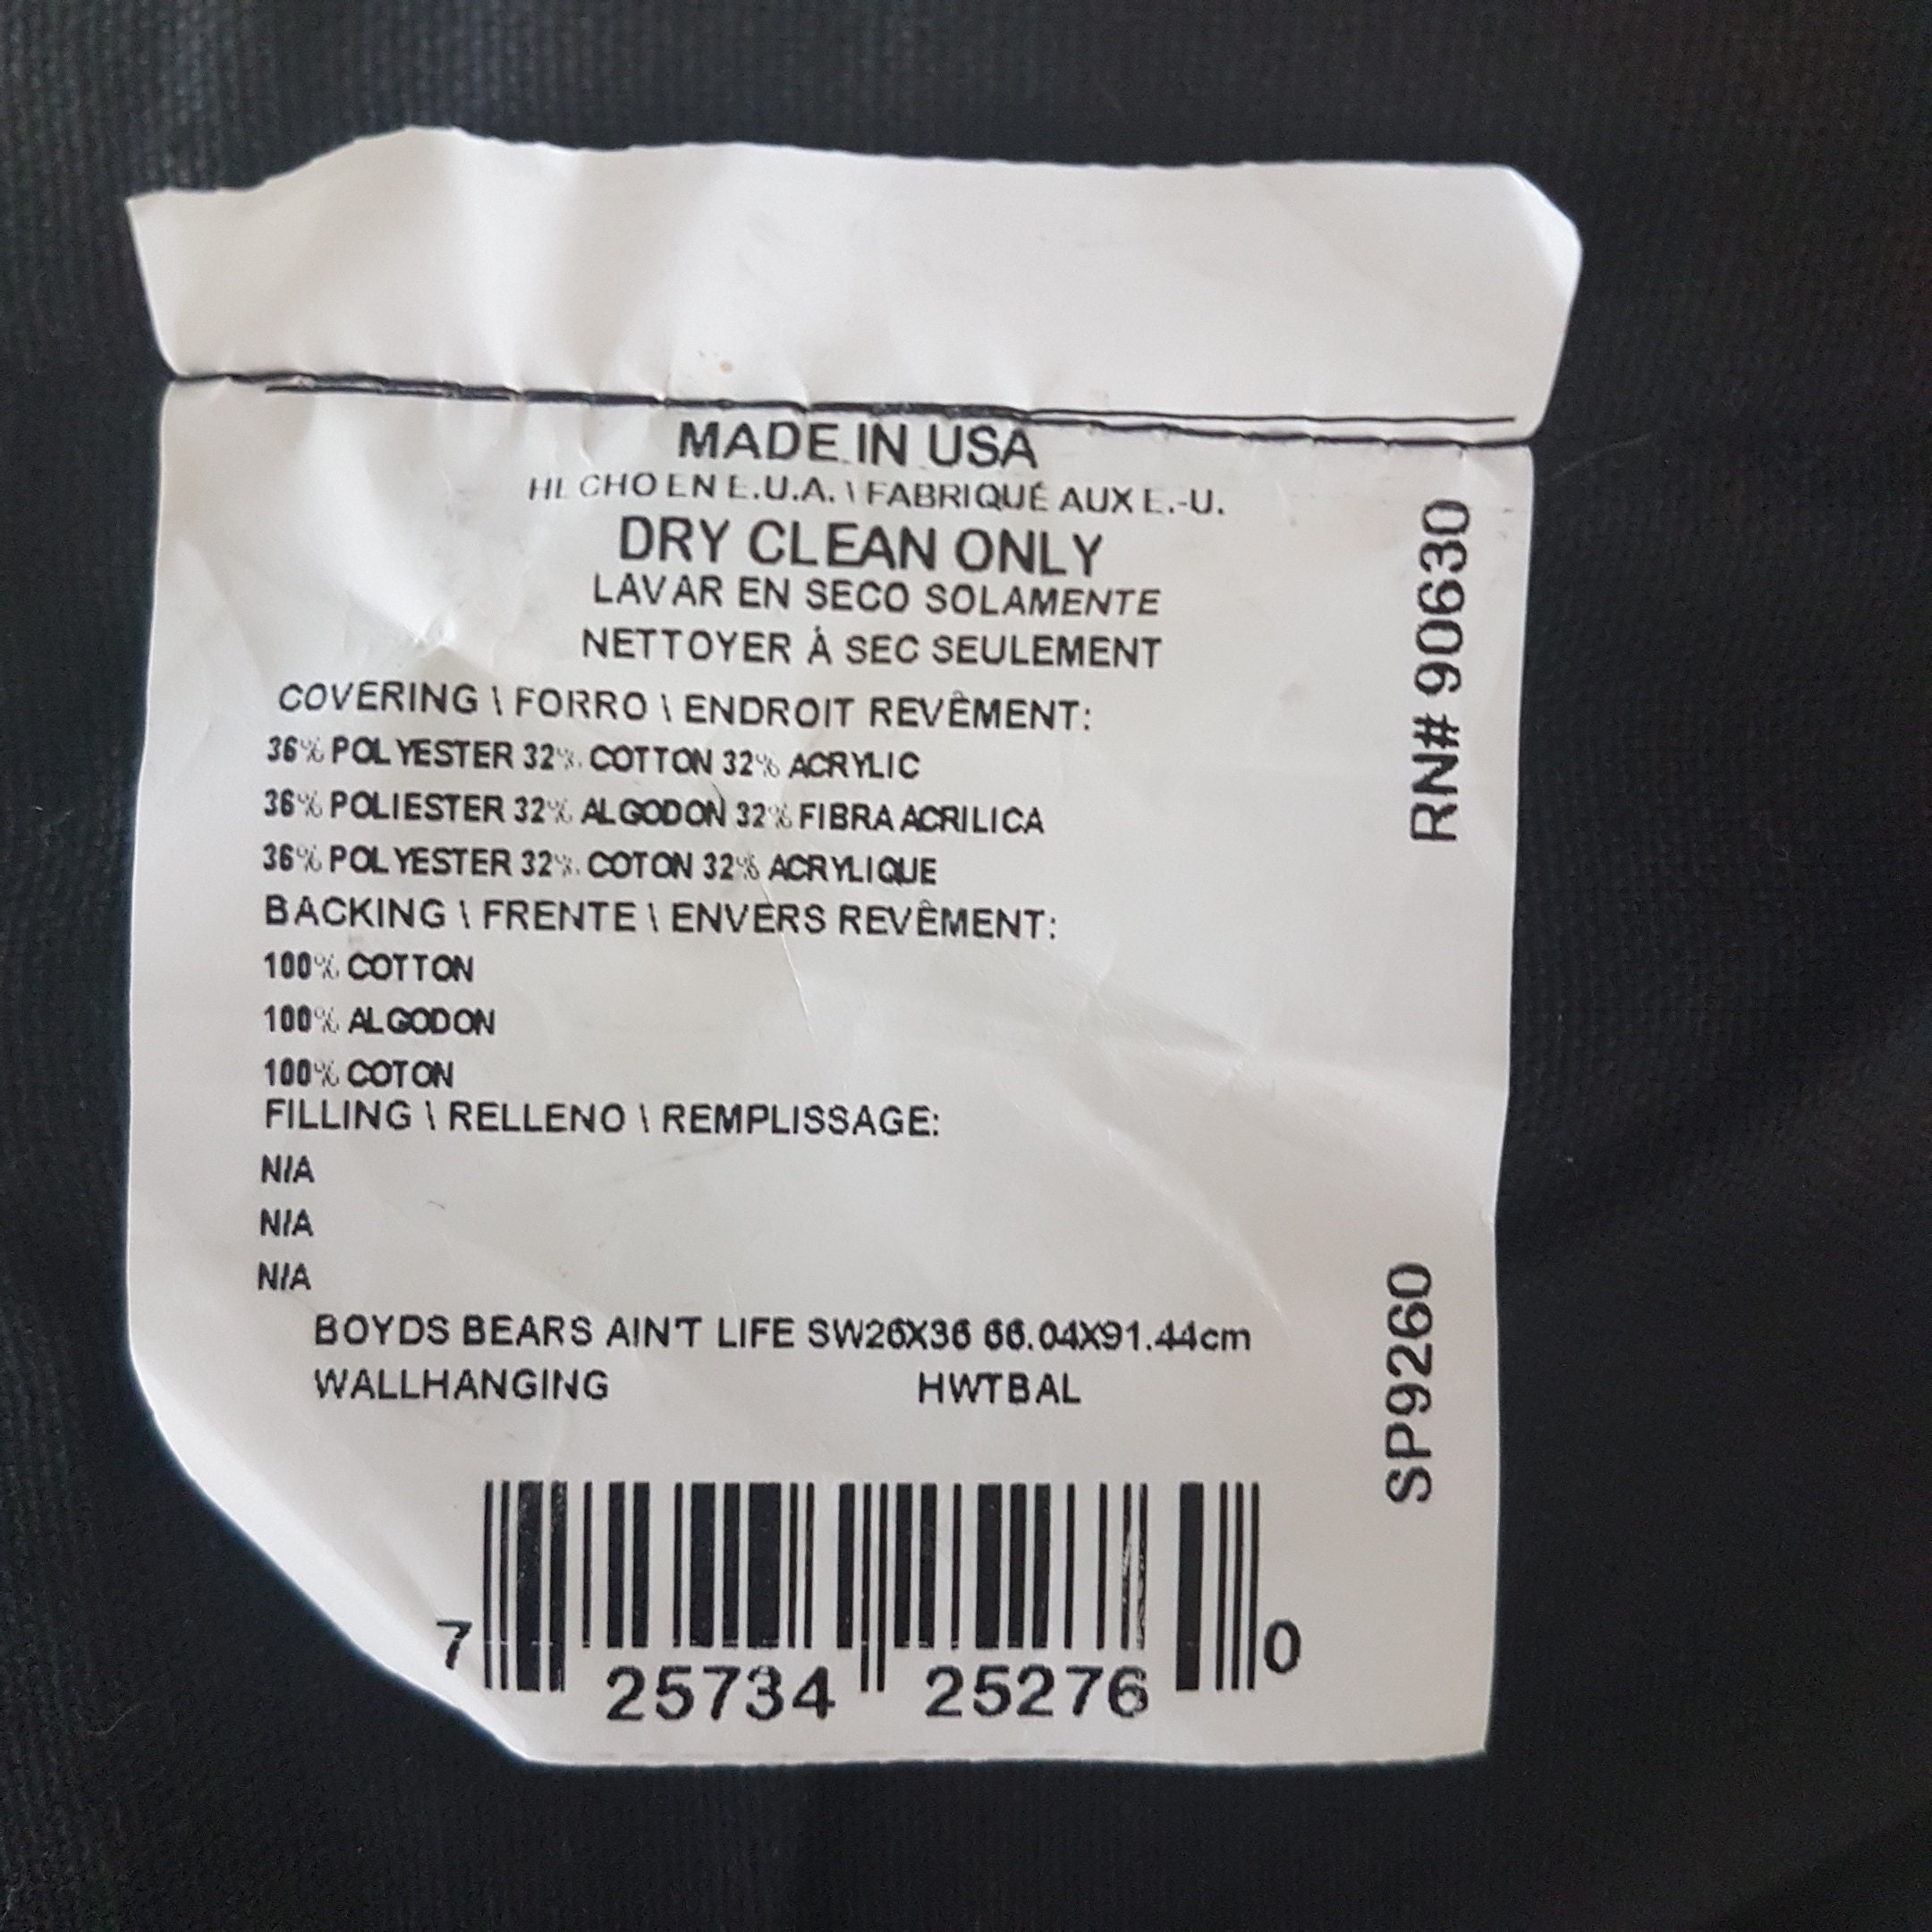 MADE IN USA
HECHO EN E.U.A. \ FABRIQUÉ AUX E.-U.
DRY CLEAN ONLY
LAVAR EN SECO SOLAMENTE
NETTOYER À SEC SEULEMENT
COVERING \ FORRO \ ENDROIT REVÊMENT:
36% POLYESTER 32% COTTON 32% ACRYLIC
36% POLIESTER 32% ALGODON 32% FIBRA ACRILICA
36% POLYESTER 32% COTON 32% ACRYLIQUE
BACKING \ FRENTE \ ENVERS REVÊMENT:
100% COTTON
100% ALGODON
100% COTON
FILLING \ RELLENO \ REMPLISSAGE:
N/A
N/A
N/A
BOYDS BEARS AIN'T LIFE SW26X36 66.04X91.44cm
WALLHANGING HWTBAL
7 25734 25276 0
RN# 90630
SP9260